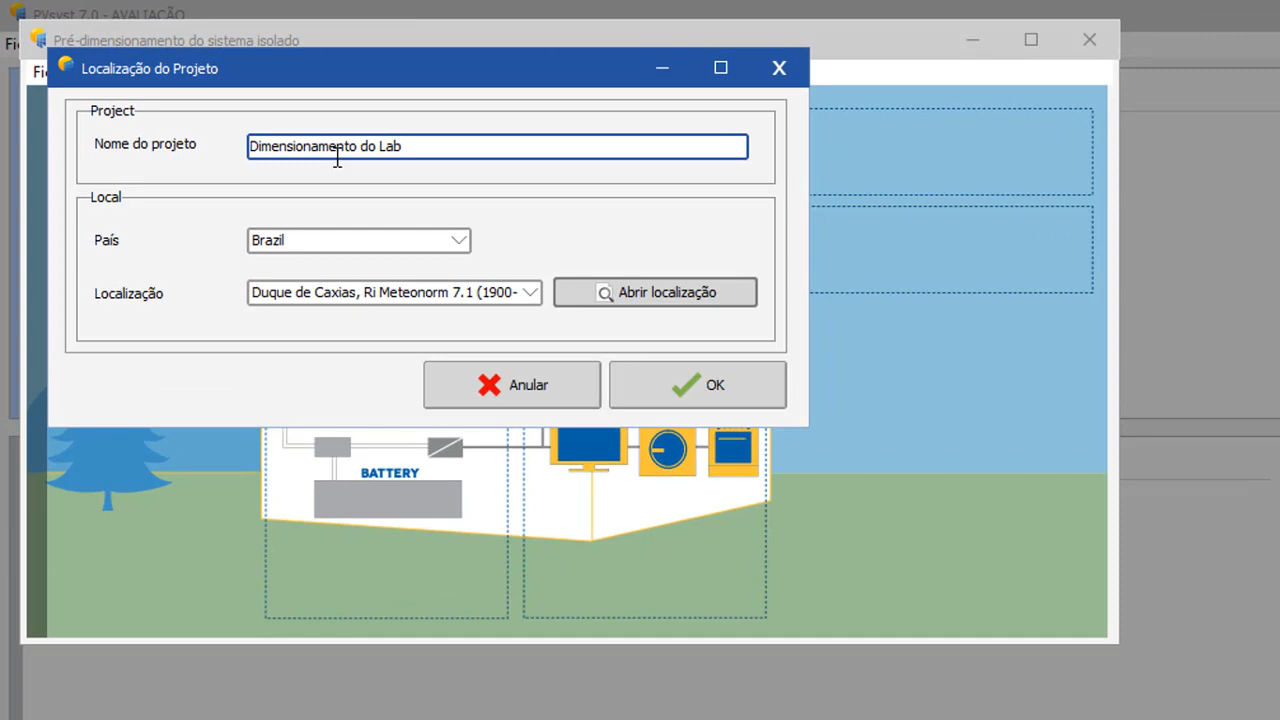 PVsyst 7.0 - AVALIAÇÃO
Pré-dimensionamento do sistema isolado
Localização do Projeto
Project
Nome do projeto
Dimensionamento do Lab
Local
País
Brazil
Localização
Duque de Caxias, Ri Meteonorm 7.1 (1900-
Abrir localização
Anular
OK
BATTERY